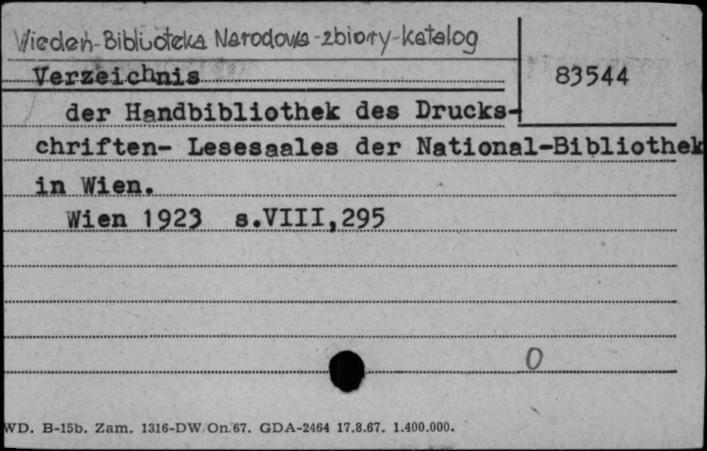 Wiedeń-Biblioteka Narodowa-zbiory-katalog
Verzeichnis
83544
der Handbibliothek des Drucks-
chriften- Lesesaales der National-Bibliothek
in Wien.
Wien 1923 s.VIII,295
0
WD. B-15b. Zam. 1316-DW/On/67. GDA-2464 17.8.67. 1.400.000.